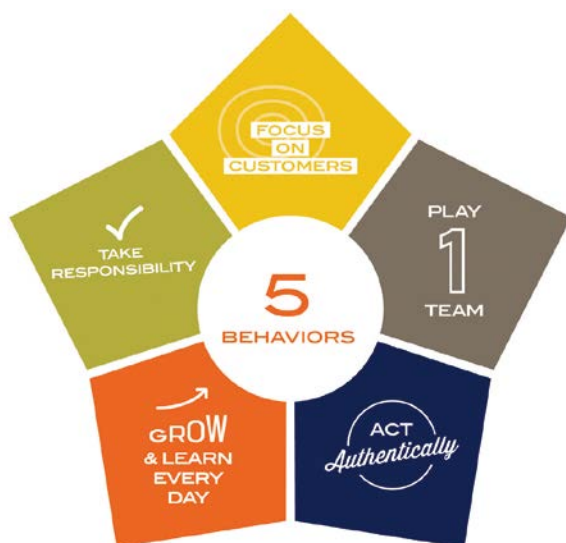 FOCUS
ON
CUSTOMERS
PLAY
1
TEAM
ACT
Authentically
GROW
& LEARN
EVERY
DAY
TAKE
RESPONSIBILITY
5
BEHAVIORS